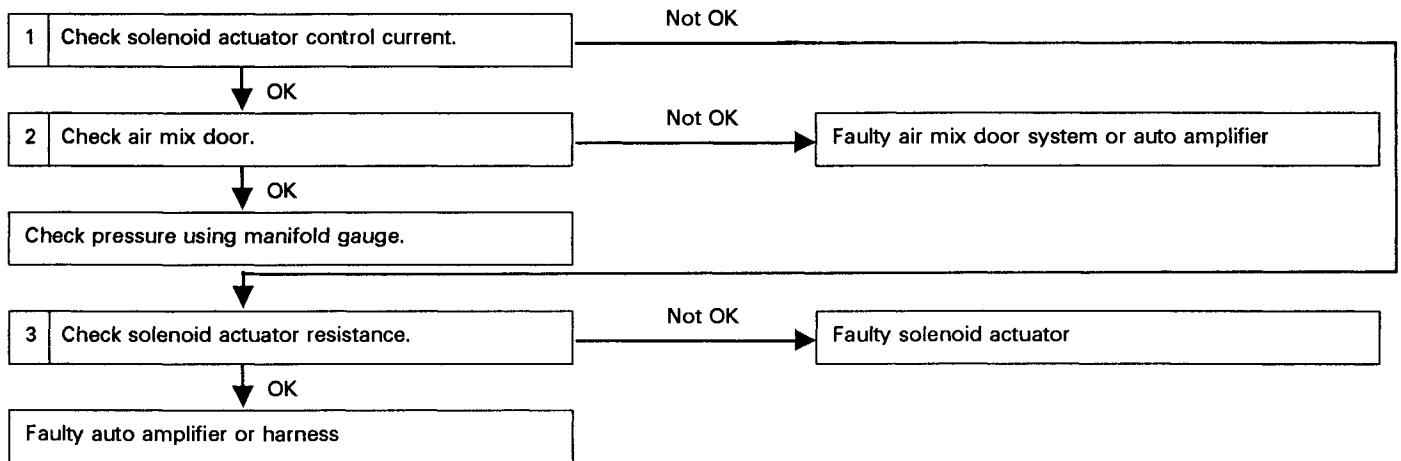 Not OK
1 Check solenoid actuator control current.
OK
Not OK
2 Check air mix door.
Faulty air mix door system or auto amplifier
OK
Check pressure using manifold gauge.
Not OK
3 Check solenoid actuator resistance.
Faulty solenoid actuator
OK
Faulty auto amplifier or harness